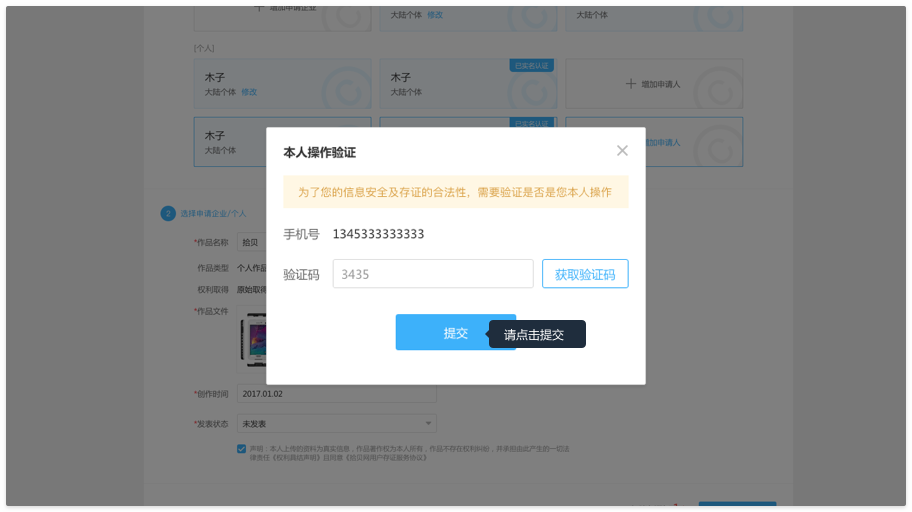 增加申请企业
大陆个体 修改
大陆个体
[个人]
木子
大陆个体 修改
已实名认证
木子
大陆个体
增加申请人
木子
大陆个体
已实名认证
增加申请人
本人操作验证
为了您的信息安全及存证的合法性，需要验证是否是您本人操作
手机号 1345333333333
验证码 3435 获取验证码
提交
请点击提交
2 选择申请企业/个人
*作品名称 拾贝
作品类型 个人作品
权利取得 原始取得
*作品文件
*创作时间 2017.01.02
*发表状态 未发表
声明：本人上传的资料为真实信息，作品著作权为本人所有，作品不存在权利纠纷，并承担由此产生的一切法
律责任《权利真结声明》且同意《拾贝网用户存证服务协议》